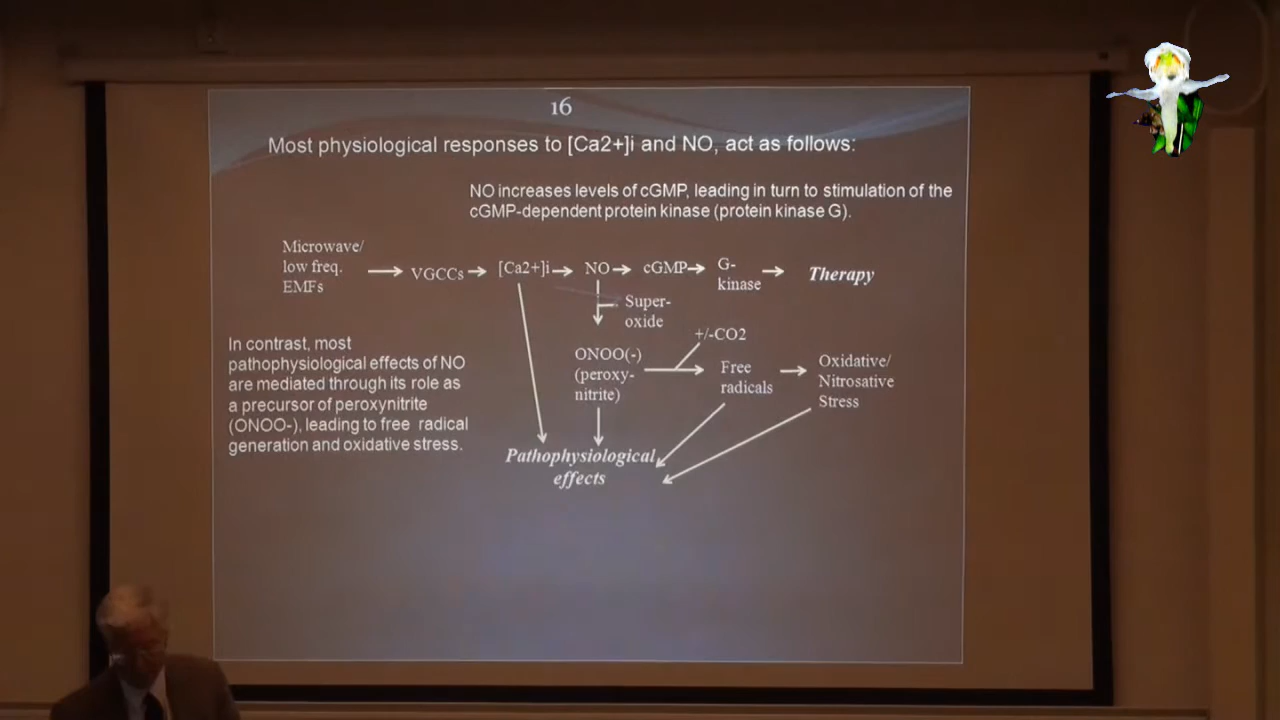 16
Most physiological responses to [Ca2+]i and NO, act as follows:
NO increases levels of cGMP, leading in turn to stimulation of the
cGMP-dependent protein kinase (protein kinase G).
Microwave/
low freq.
EMFs
VGCCs
[Ca2+]i
NO
cGMP
G-
kinase
Therapy
Super-
oxide
+/-CO2
ONOO(-)
(peroxy-
nitrite)
Free
radicals
Oxidative/
Nitrosative
Stress
In contrast, most
pathophysiological effects of NO
are mediated through its role as
a precursor of peroxynitrite
(ONOO-), leading to free radical
generation and oxidative stress.
Pathophysiological
effects